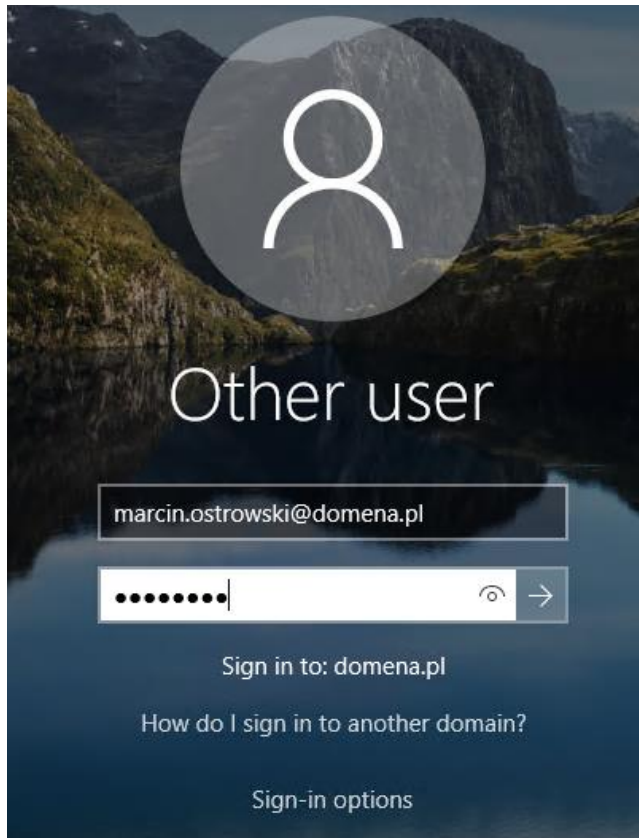 Other user
marcin.ostrowski@domena.pl
••••••••
Sign in to: domena.pl
How do I sign in to another domain?
Sign-in options